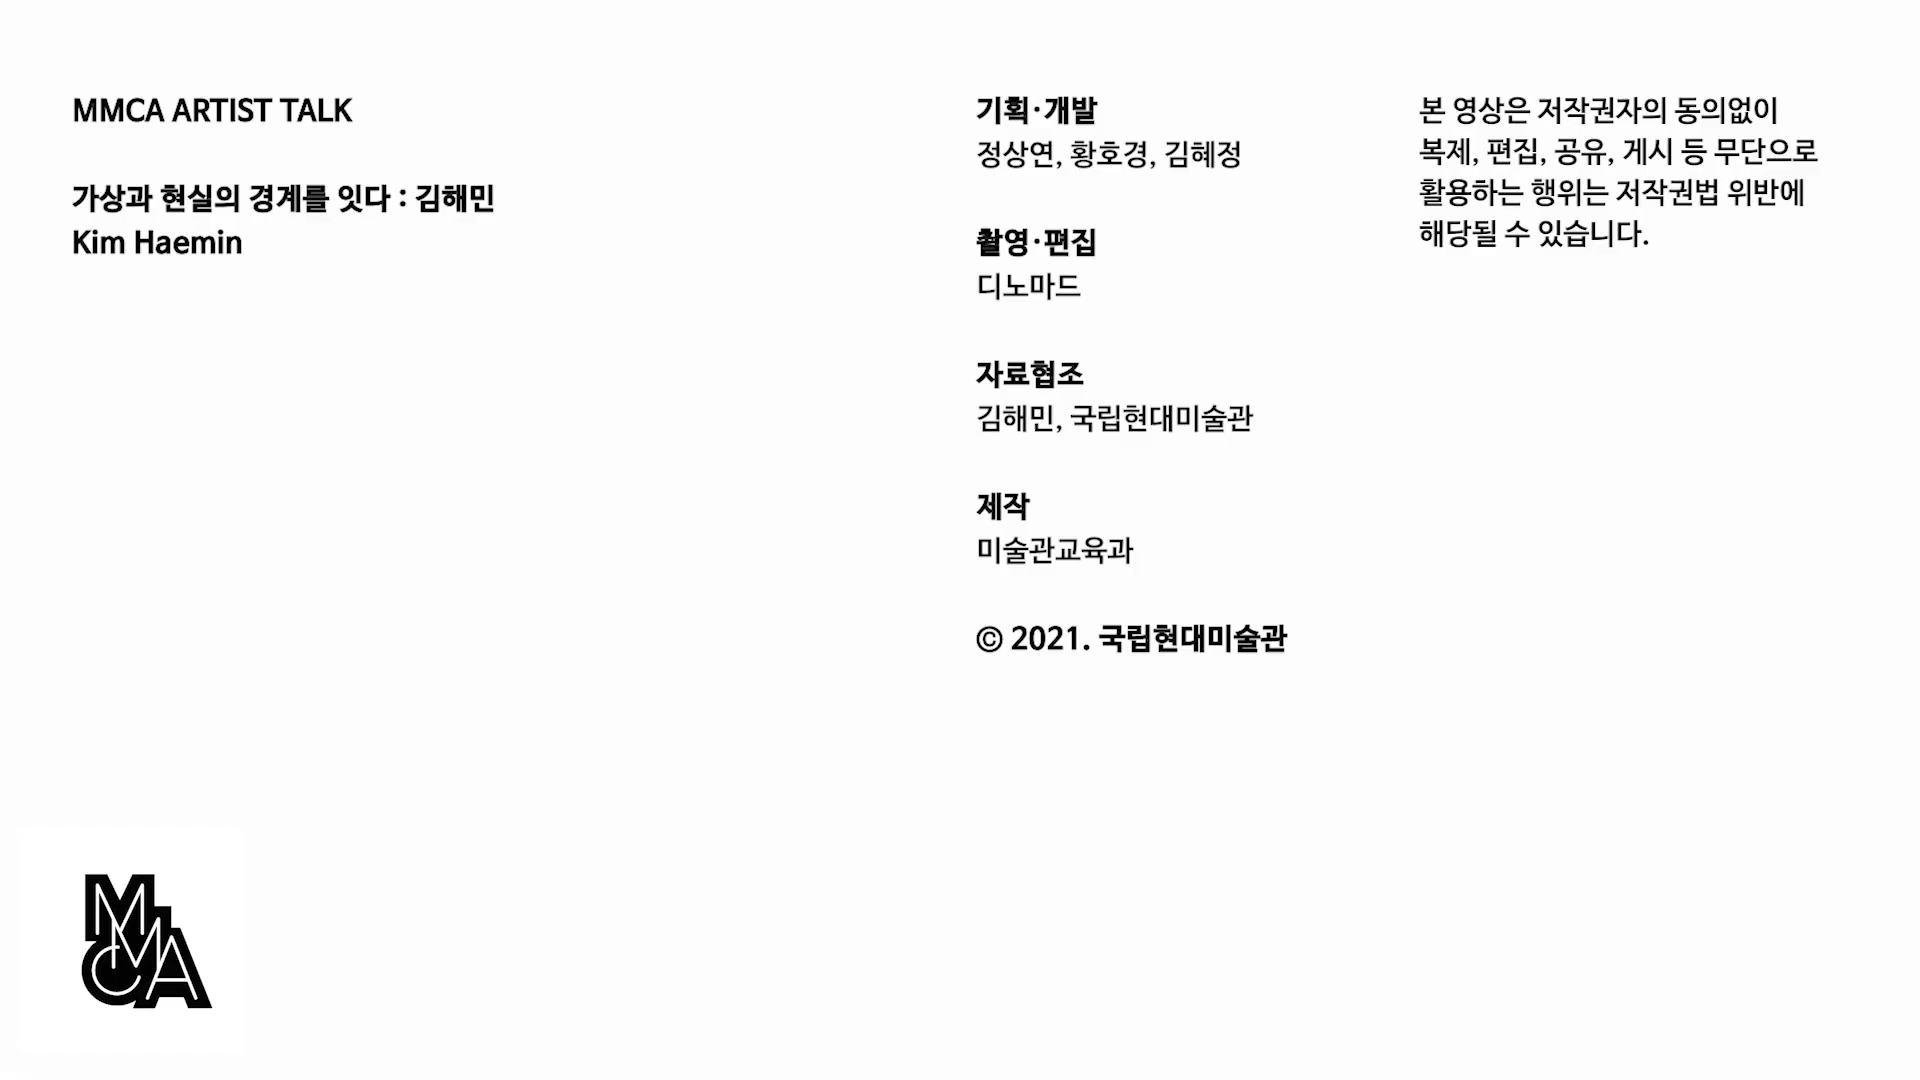 MMCA ARTIST TALK
가상과 현실의 경계를 잇다 : 김해민
Kim Haemin
기획·개발
정상연, 황호경, 김혜정
촬영·편집
디노마드
자료협조
김해민, 국립현대미술관
제작
미술관교육과
© 2021. 국립현대미술관
본 영상은 저작권자의 동의없이
복제, 편집, 공유, 게시 등 무단으로
활용하는 행위는 저작권법 위반에
해당될 수 있습니다.
MMCA